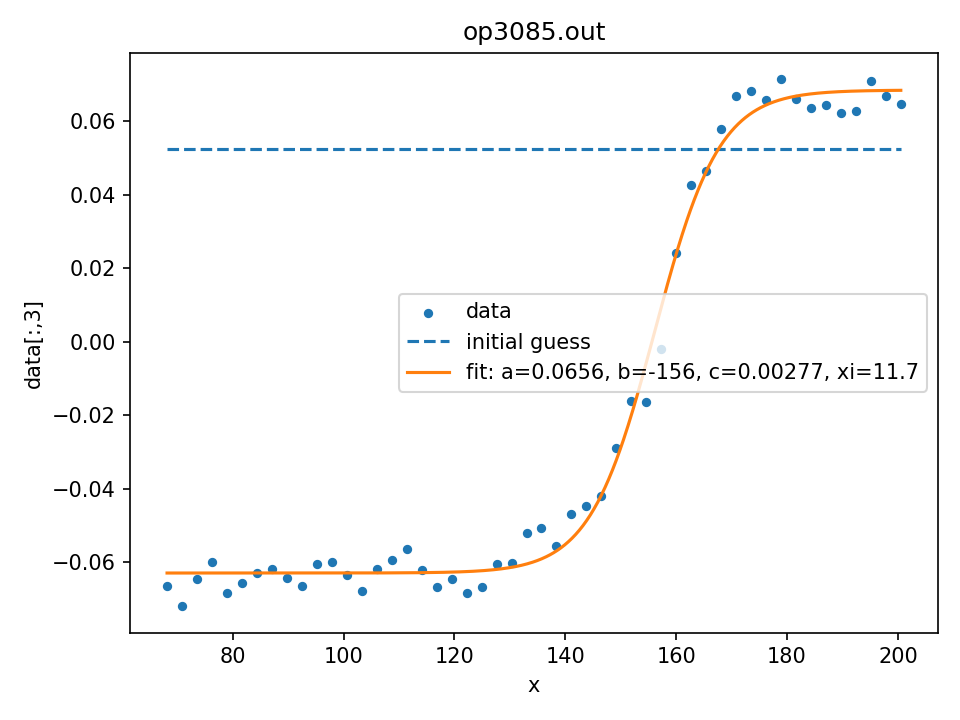 op3085.out
0.06
0.04
0.02
0.00
−0.02
−0.04
−0.06
data[:,3]
data
initial guess
fit: a=0.0656, b=-156, c=0.00277, xi=11.7
80 100 120 140 160 180 200
x